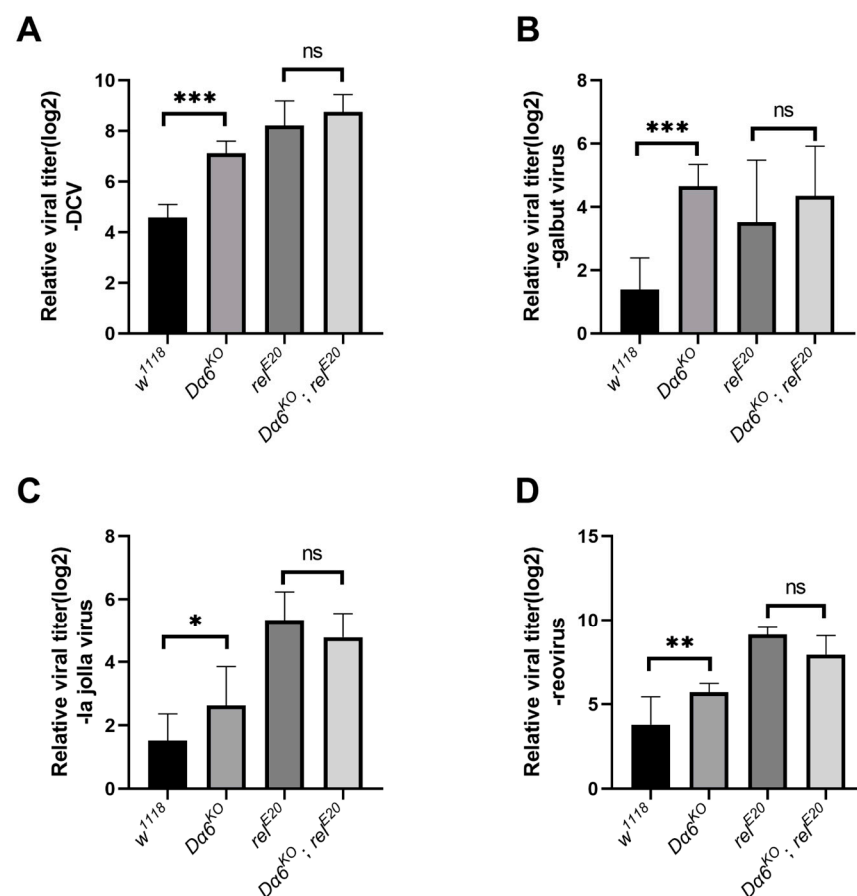 A
Relative viral titer(log2)
-DCV
10
8
6
4
2
0
***
ns
w1118
Dα6KO
relE20
Dα6KO; relE20
B
Relative viral titer(log2)
-galbut virus
8
6
4
2
0
***
ns
w1118
Dα6KO
relE20
Dα6KO; relE20
C
Relative viral titer(log2)
-la jolla virus
8
6
4
2
0
*
ns
w1118
Dα6KO
relE20
Dα6KO; relE20
D
Relative viral titer(log2)
-reovirus
15
10
5
0
**
ns
w1118
Dα6KO
relE20
Dα6KO; relE20